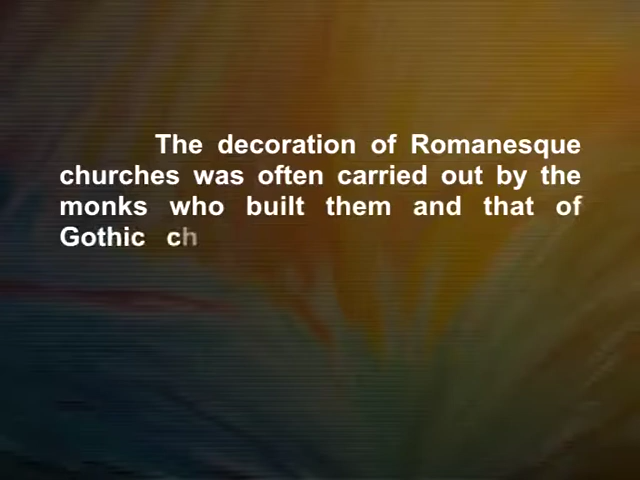 The decoration of Romanesque
churches was often carried out by the
monks who built them and that of
Gothic ch